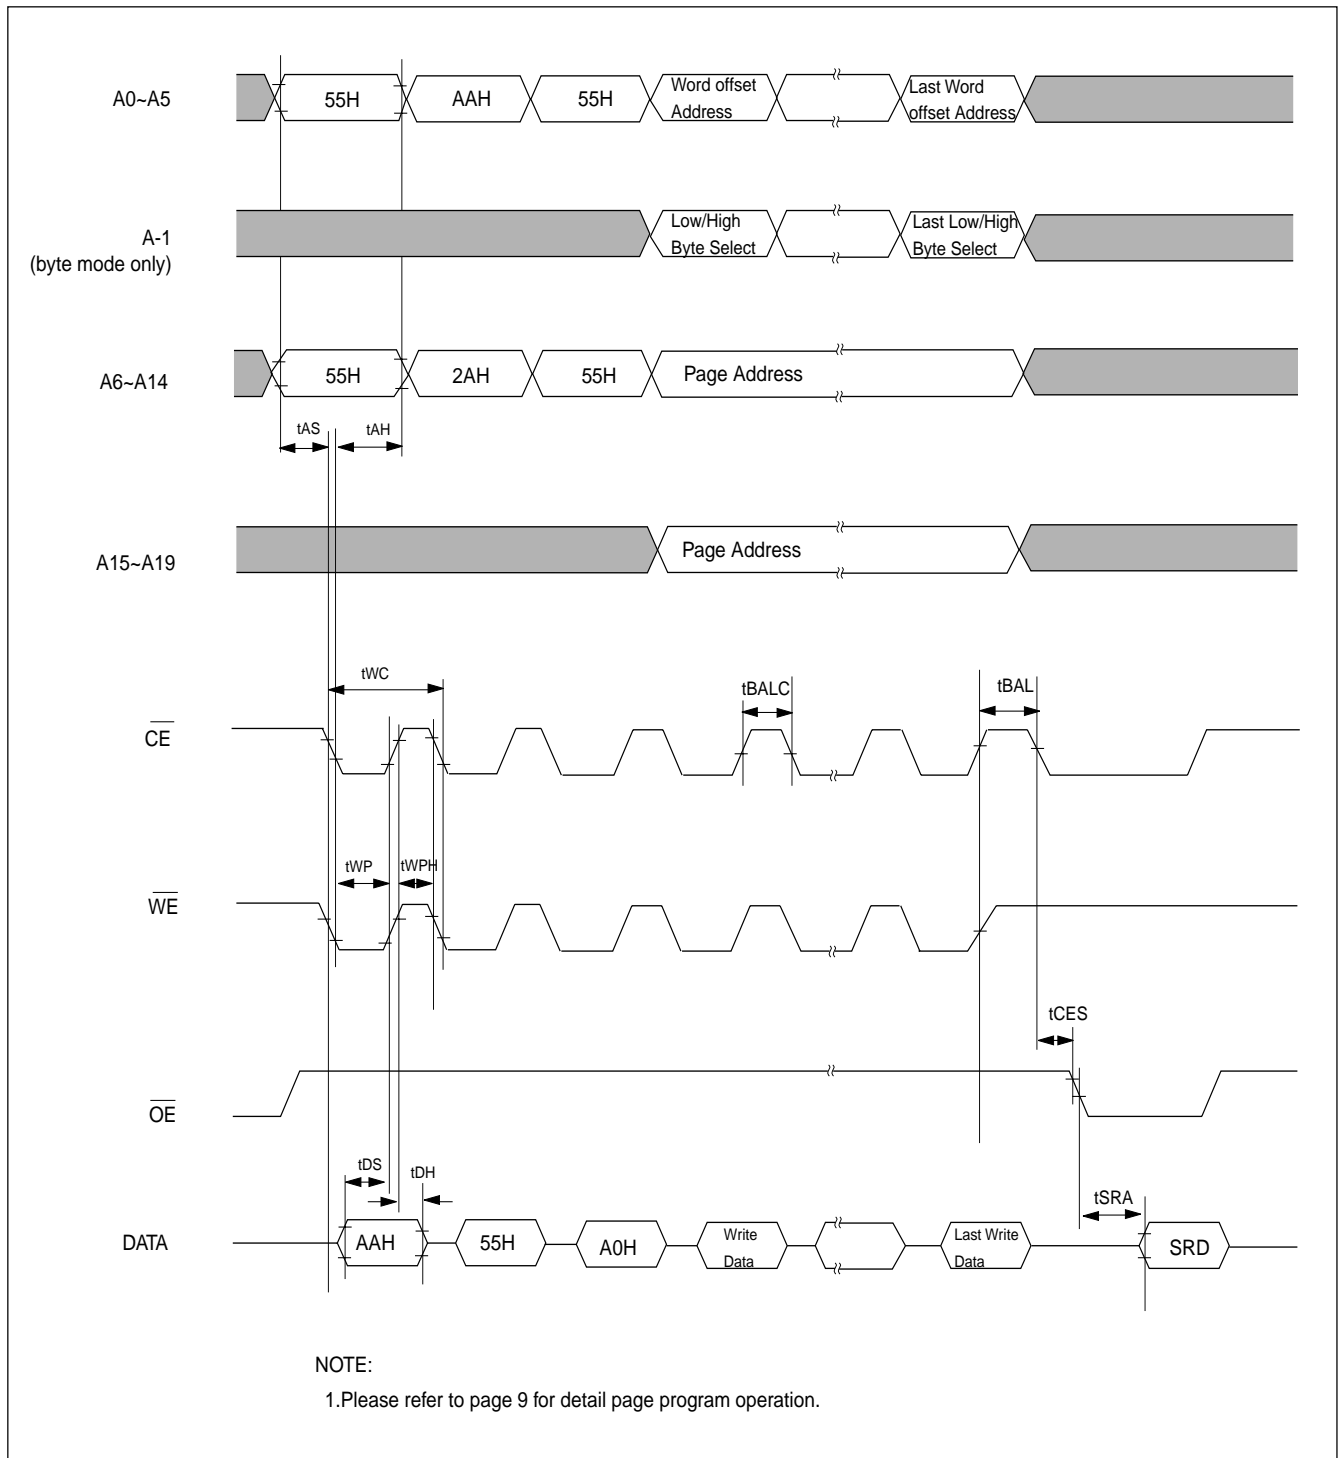 A0~A5
55H
AAH
55H
Word offset
Address
Last Word
offset Address
A-1
(byte mode only)
Low/High
Byte Select
Last Low/High
Byte Select
A6~A14
55H
2AH
55H
Page Address
tAS
tAH
A15~A19
Page Address
tWC
tBALC
tBAL
CE
tWP
tWPH
WE
tCES
OE
tDS
tDH
tSRA
DATA
AAH
55H
A0H
Write
Data
Last Write
Data
SRD
NOTE:
1.Please refer to page 9 for detail page program operation.